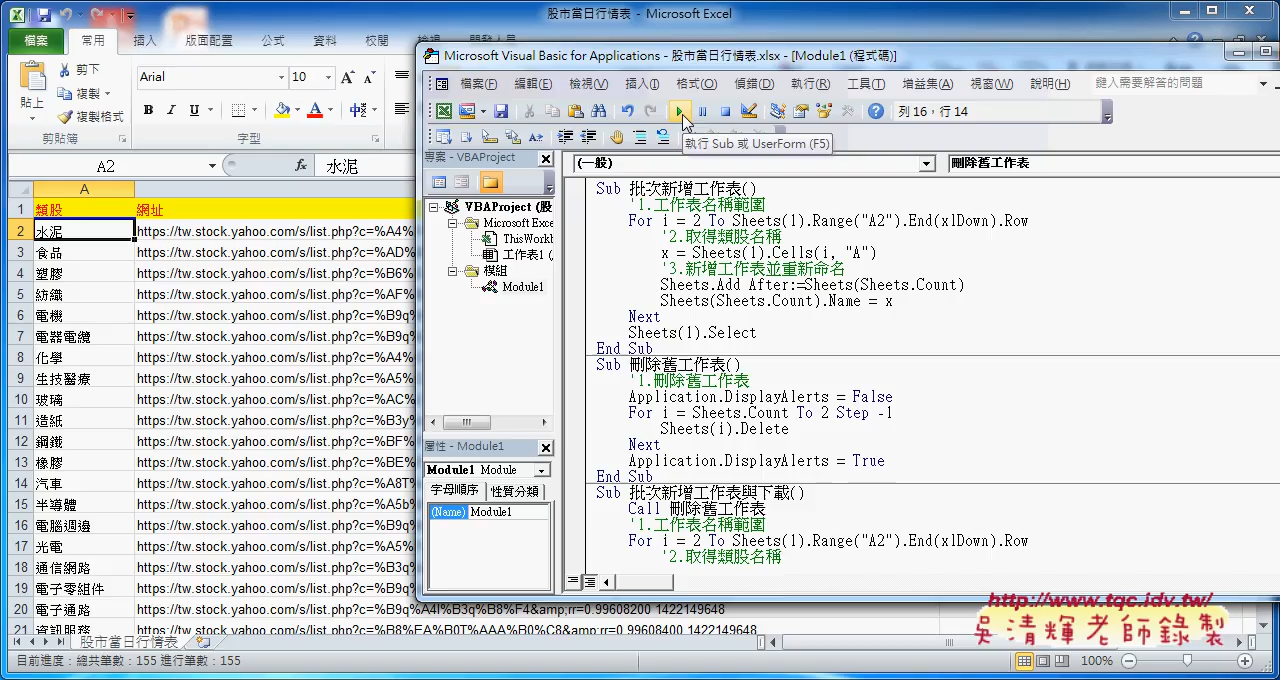 股市當日行情表 - Microsoft Excel
檔案 常用 插入 版面配置 公式 資料 校閱
Microsoft Visual Basic for Applications - 股市當日行情表.xlsx - [Module1 (程式碼)]
檔案(F) 編輯(E) 檢視(V) 插入(I) 格式(O) 偵錯(D) 執行(R) 工具(T) 增益集(A) 視窗(W) 說明(H) 鍵入需要解答的問題
列 16，行 14
執行 Sub 或 UserForm (F5)
貼上
剪下
複製
複製格式
剪貼簿
Arial 10
B I U
字型
A2 fx 水泥
A
1 類股 網址
2 水泥 https://tw.stock.yahoo.com/s/list.php?c=%A4%
3 食品 https://tw.stock.yahoo.com/s/list.php?c=%AD%
4 塑膠 https://tw.stock.yahoo.com/s/list.php?c=%B6%
5 紡織 https://tw.stock.yahoo.com/s/list.php?c=%AF%
6 電機 https://tw.stock.yahoo.com/s/list.php?c=%B9q%
7 電器電纜 https://tw.stock.yahoo.com/s/list.php?c=%B9q%
8 化學 https://tw.stock.yahoo.com/s/list.php?c=%A4%
9 生技醫療 https://tw.stock.yahoo.com/s/list.php?c=%A5%
10 玻璃 https://tw.stock.yahoo.com/s/list.php?c=%AC%
11 造紙 https://tw.stock.yahoo.com/s/list.php?c=%B3y%
12 鋼鐵 https://tw.stock.yahoo.com/s/list.php?c=%BF%
13 橡膠 https://tw.stock.yahoo.com/s/list.php?c=%BE%
14 汽車 https://tw.stock.yahoo.com/s/list.php?c=%A8T%
15 半導體 https://tw.stock.yahoo.com/s/list.php?c=%A5b%
16 電腦週邊 https://tw.stock.yahoo.com/s/list.php?c=%B9q%
17 光電 https://tw.stock.yahoo.com/s/list.php?c=%A5%
18 通信網路 https://tw.stock.yahoo.com/s/list.php?c=%B3q%
19 電子零組件 https://tw.stock.yahoo.com/s/list.php?c=%B9q%
20 電子通路 https://tw.stock.yahoo.com/s/list.php?c=%B9q%A4l%B3q%B8%F4&amp;rr=0.99608200 1422149648
21 資訊服務 https://tw.stock.yahoo.com/s/list.php?c=%B8%EA%B0T%AAA%B0%C8&amp;rr=0.99608400 1422149648
股市當日行情表
目前進度：總共筆數：155 進行筆數：155
100%
專案 - VBAProject
VBAProject (股
Microsoft Exce
ThisWorkb
工作表1 (
模組
Module1
屬性 - Module1
Module1 Module
字母順序 性質分類
(Name) Module1
(一般) 刪除舊工作表
Sub 批次新增工作表()
'1.工作表名稱範圍
For i = 2 To Sheets(1).Range("A2").End(xlDown).Row
'2.取得類股名稱
x = Sheets(1).Cells(i, "A")
'3.新增工作表並重新命名
Sheets.Add After:=Sheets(Sheets.Count)
Sheets(Sheets.Count).Name = x
Next
Sheets(1).Select
End Sub
Sub 刪除舊工作表()
'1.刪除舊工作表
Application.DisplayAlerts = False
For i = Sheets.Count To 2 Step -1
Sheets(i).Delete
Next
Application.DisplayAlerts = True
End Sub
Sub 批次新增工作表與下載()
Call 刪除舊工作表
'1.工作表名稱範圍
For i = 2 To Sheets(1).Range("A2").End(xlDown).Row
'2.取得類股名稱
http://www.tqc.idv.tw/
吳清輝老師錄製